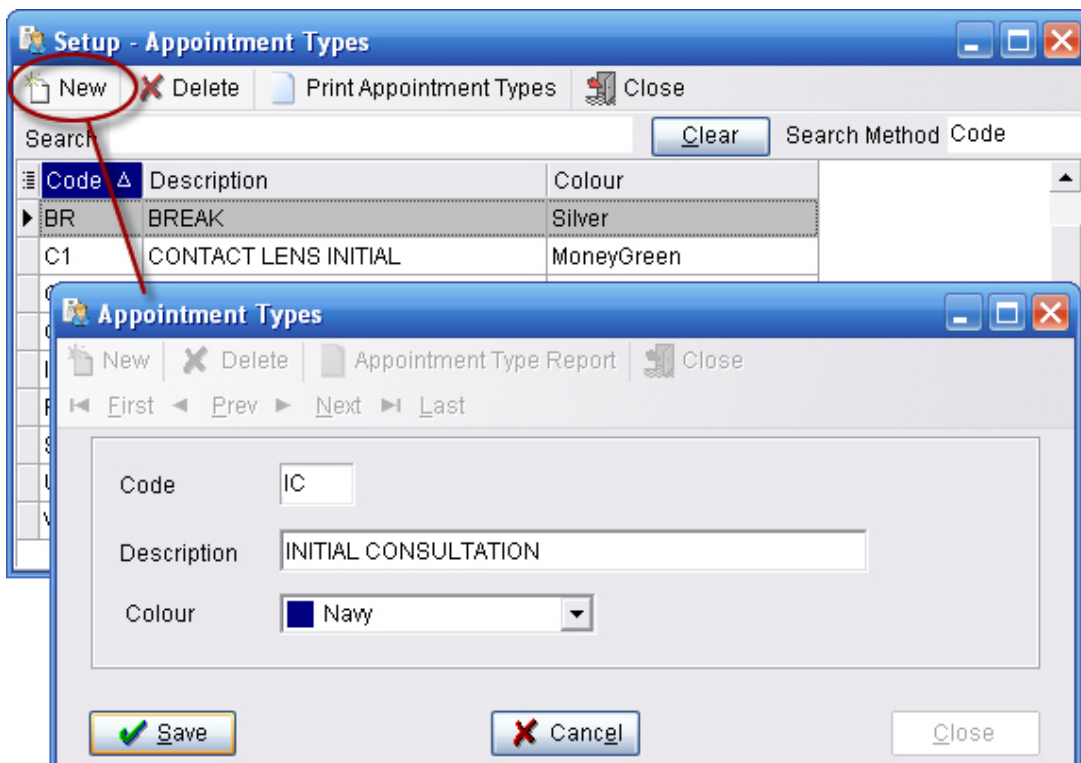 Setup - Appointment Types
New Delete Print Appointment Types Close
Search Clear Search Method Code
Code Description Colour
BR BREAK Silver
C1 CONTACT LENS INITIAL MoneyGreen
Appointment Types
New Delete Appointment Type Report Close
First Prev Next Last
Code IC
Description INITIAL CONSULTATION
Colour Navy
Save Cancel Close